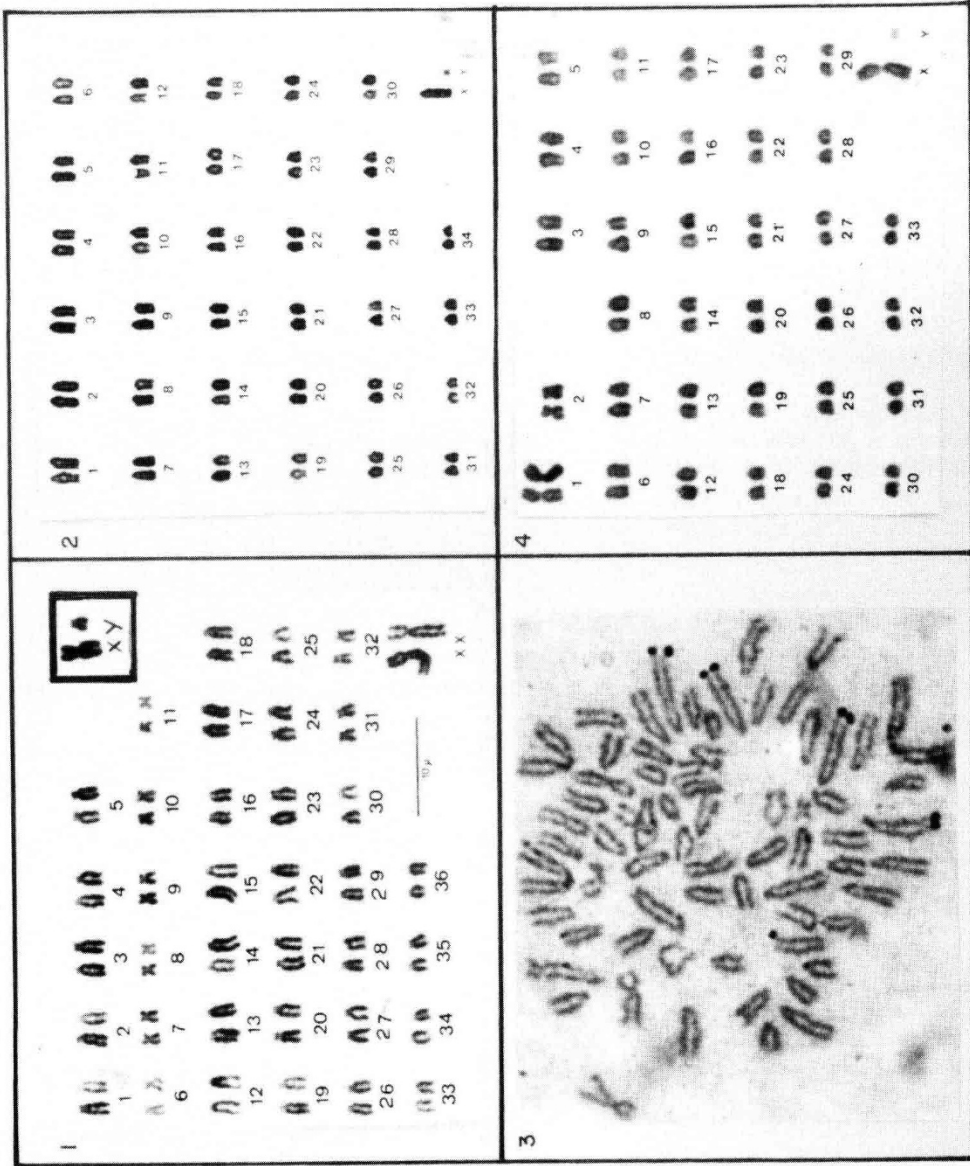 1
XY
1 2 3 4 5
6 7 8 9 10 11
12 13 14 15 16 17 18
19 20 21 22 23 24 25
26 27 28 29 30 31 32
10 µ
33 34 35 36 X X
2
1 2 3 4 5 6
7 8 9 10 11 12
13 14 15 16 17 18
19 20 21 22 23 24
25 26 27 28 29 30
31 32 33 34 X Y
3
4
1 2 3 4 5
6 7 8 9 10 11
12 13 14 15 16 17
18 19 20 21 22 23
24 25 26 27 28 29
30 31 32 33 X Y